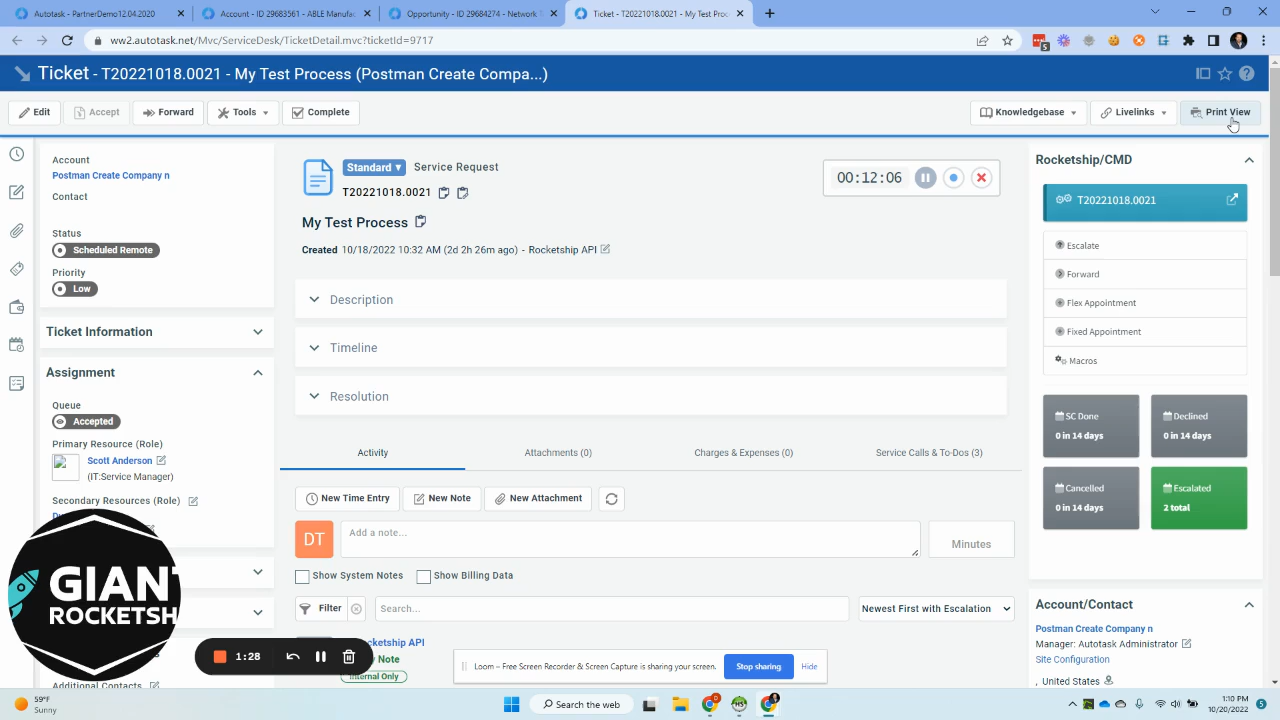 Autotask - PartnerDemo12.04.2020
Account - ID 29683561 - ABLE Manufac
Opportunity - ID 29684274 - Network
Ticket - T20221018.0021 - My Test Proc
ww2.autotask.net/Mvc/ServiceDesk/TicketDetail.mvc?ticketId=9717
5
Ticket - T20221018.0021 - My Test Process (Postman Create Compa...)
Edit
Accept
Forward
Tools
Complete
Knowledgebase
Livelinks
Print View
Account
Postman Create Company n
Contact
Status
Scheduled Remote
Priority
Low
Ticket Information
Assignment
Queue
Accepted
Primary Resource (Role)
Scott Anderson
(IT:Service Manager)
Secondary Resources (Role)
Additional Contacts
GIANT
ROCKETSH
1:28
Standard
Service Request
T20221018.0021
My Test Process
Created 10/18/2022 10:32 AM (2d 2h 26m ago) - Rocketship API
00:12:06
Description
Timeline
Resolution
Activity
Attachments (0)
Charges & Expenses (0)
Service Calls & To-Dos (3)
New Time Entry
New Note
New Attachment
DT
Add a note...
Minutes
Show System Notes
Show Billing Data
Filter
Search...
Newest First with Escalation
cketship API
y Note
Internal Only
Loom – Free Screen Recorder & Screen Capture is sharing your screen.
Stop sharing
Hide
Rocketship/CMD
T20221018.0021
Escalate
Forward
Flex Appointment
Fixed Appointment
Macros
SC Done
0 in 14 days
Declined
0 in 14 days
Cancelled
0 in 14 days
Escalated
2 total
Account/Contact
Postman Create Company n
Manager: Autotask Administrator
Site Configuration
, United States
59°F
Sunny
Search the web
1:10 PM
10/20/2022
5